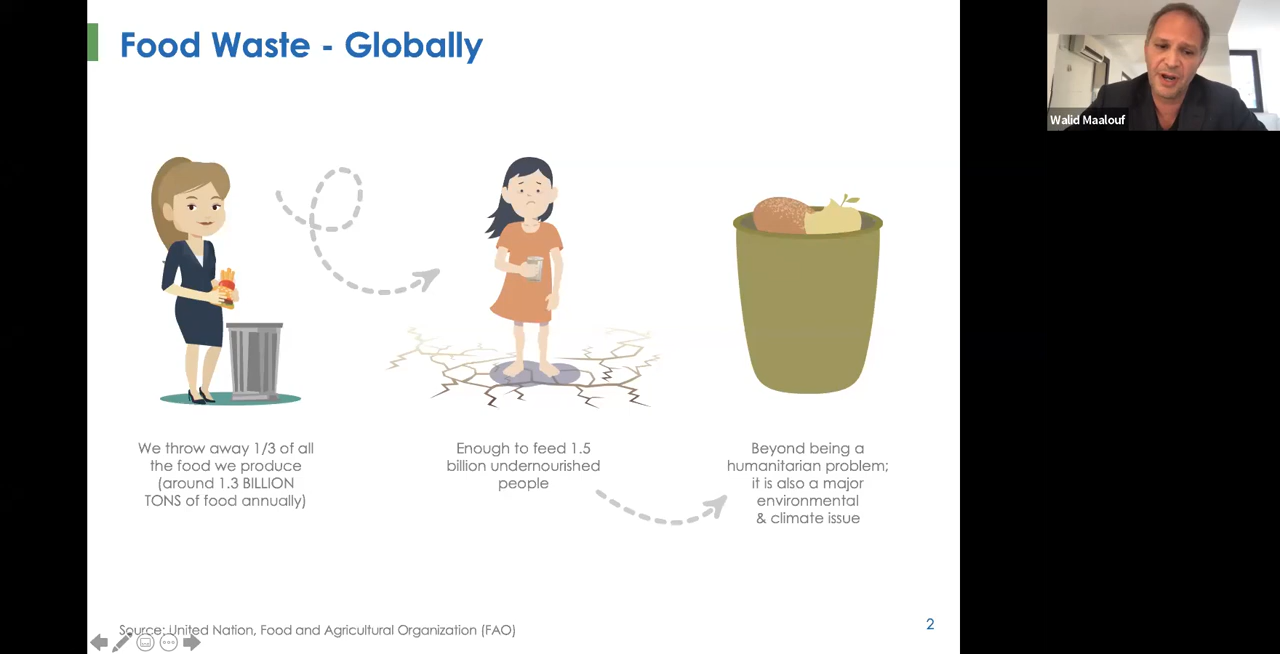 Food Waste - Globally
Walid Maalouf
We throw away 1/3 of all
the food we produce
(around 1.3 BILLION
TONS of food annually)
Enough to feed 1.5
billion undernourished
people
Beyond being a
humanitarian problem;
it is also a major
environmental
& climate issue
Source: United Nation, Food and Agricultural Organization (FAO)
2